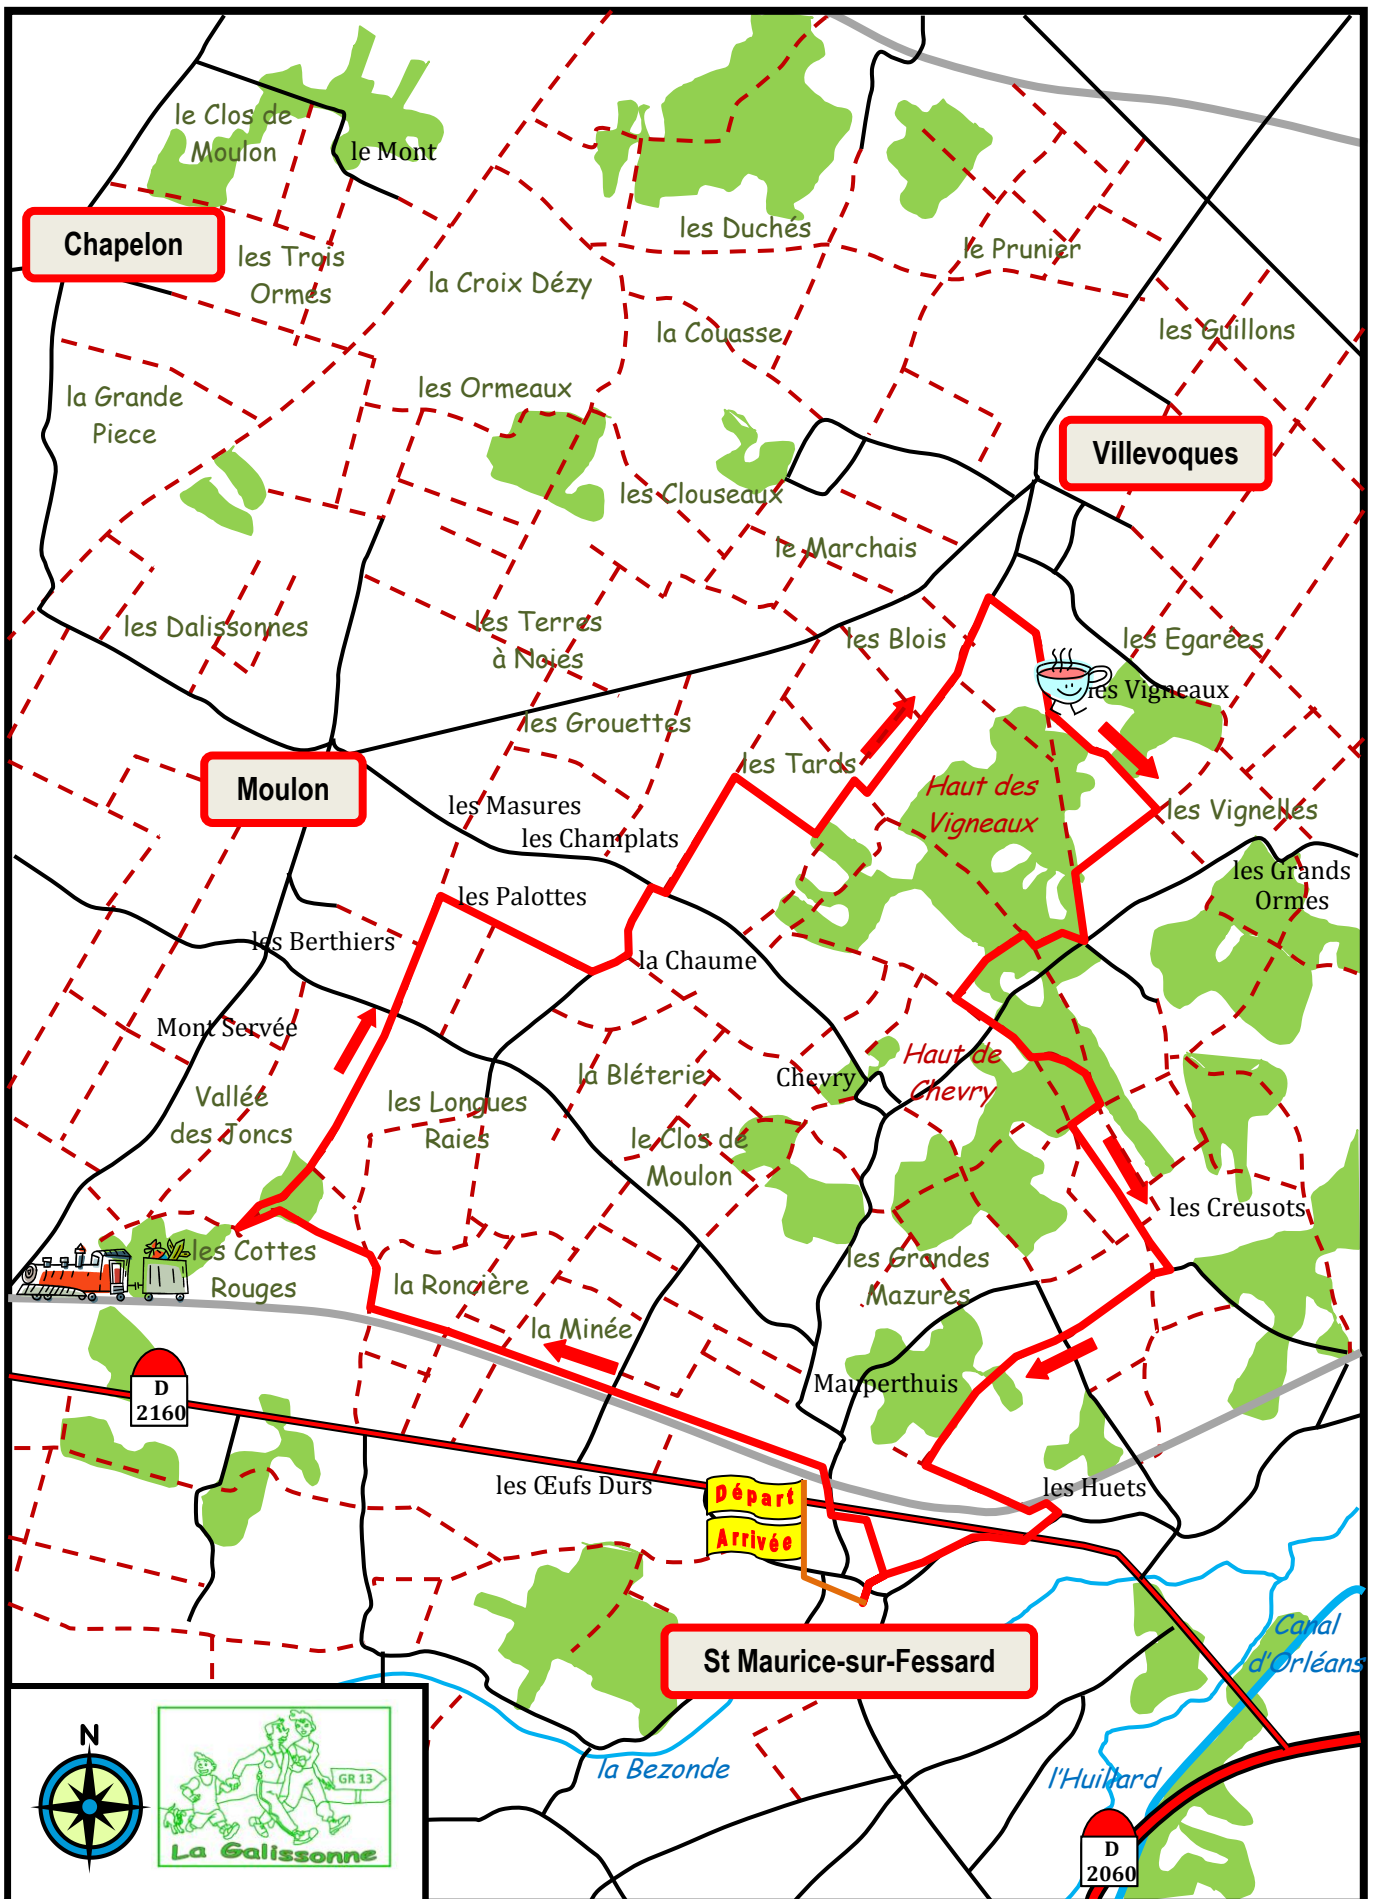 le Clos de
Moulon
le Mont
Chapelon
les Trois
Ormes
la Croix Dézy
les Duchés
le Prunier
la Couasse
les Guillons
la Grande
Piece
les Ormeaux
Villevoques
les Clouseaux
le Marchais
les Dalissonnes
les Terres
à Noies
les Blois
les Egarées
les Vigneaux
les Grouettes
les Tards
Moulon
Haut des
Vigneaux
les Masures
les Champlats
les Vignelles
les Grands
Ormes
les Palottes
les Berthiers
la Chaume
Mont Servée
Vallée
des Joncs
les Longues
Raies
la Bléterie
Chevry
Haut de
Chevry
le Clos de
Moulon
les Creusots
les Cottes
Rouges
la Roncière
les Grandes
Mazures
la Minée
Mauperthuis
D
2160
les Œufs Durs
Départ
Arrivée
les Huets
St Maurice-sur-Fessard
Canal
d'Orléans
la Bezonde
l'Huillard
D
2060
N
GR 13
La Galissonne